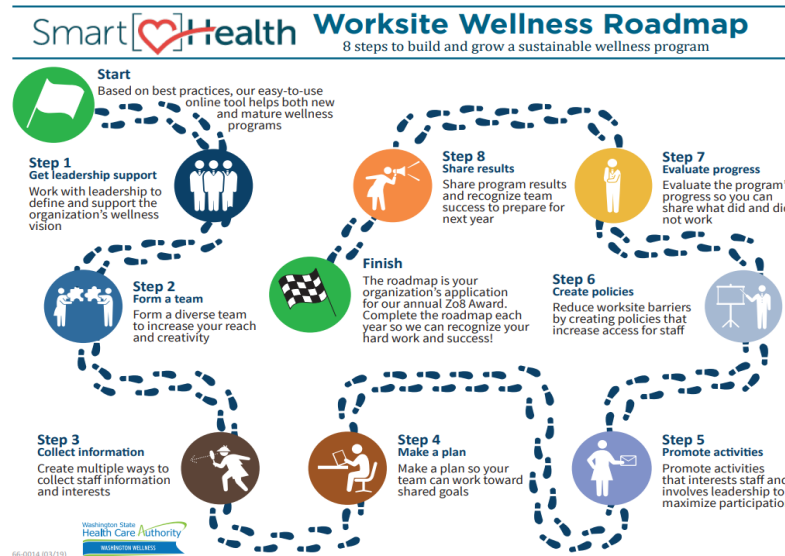 Smart[ ]Health Worksite Wellness Roadmap
8 steps to build and grow a sustainable wellness program
Start
Based on best practices, our easy-to-use
online tool helps both new
and mature wellness
programs
Step 1
Get leadership support
Work with leadership to
define and support the
organization's wellness
vision
Step 2
Form a team
Form a diverse team
to increase your reach
and creativity
Step 3
Collect information
Create multiple ways to
collect staff information
and interests
Step 4
Make a plan
Make a plan so your
team can work toward
shared goals
Step 5
Promote activities
Promote activities
that interests staff and
involves leadership to
maximize participatio
Step 6
Create policies
Reduce worksite barriers
by creating policies that
increase access for staff
Step 7
Evaluate progress
Evaluate the program'
progress so you can
share what did and did
not work
Step 8
Share results
Share program results
and recognize team
success to prepare for
next year
Finish
The roadmap is your
organization's application
for our annual Zo8 Award.
Complete the roadmap each
year so we can recognize your
hard work and success!
Washington State
Health Care Authority
WASHINGTON WELLNESS
66-0014 (03/19)